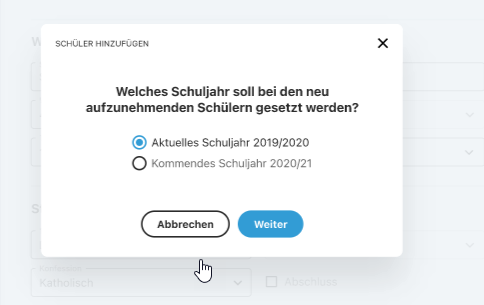 SCHÜLER HINZUFÜGEN
Welches Schuljahr soll bei den neu
aufzunehmenden Schülern gesetzt werden?
Aktuelles Schuljahr 2019/2020
Kommendes Schuljahr 2020/21
Abbrechen
Weiter
Katholisch
Abschluss